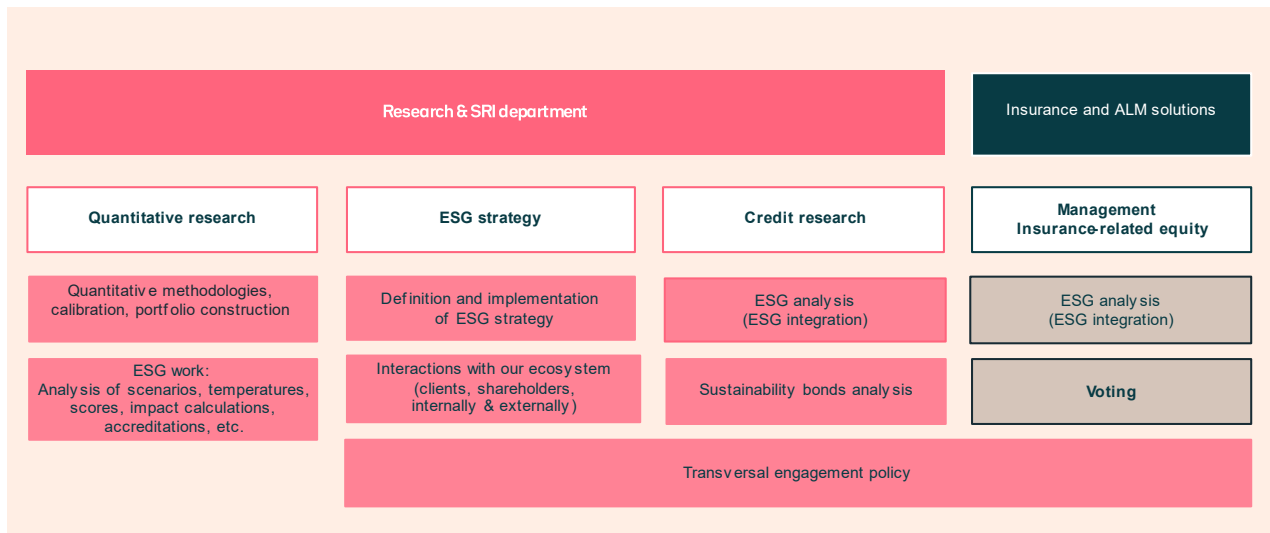 Research & SRI department
Insurance and ALM solutions
Quantitative research
ESG strategy
Credit research
Management
Insurance-related equity
Quantitative methodologies,
calibration, portfolio construction
Definition and implementation
of ESG strategy
ESG analysis
(ESG integration)
ESG analysis
(ESG integration)
ESG work:
Analysis of scenarios, temperatures,
scores, impact calculations,
accreditations, etc.
Interactions with our ecosystem
(clients, shareholders,
internally & externally)
Sustainability bonds analysis
Voting
Transversal engagement policy